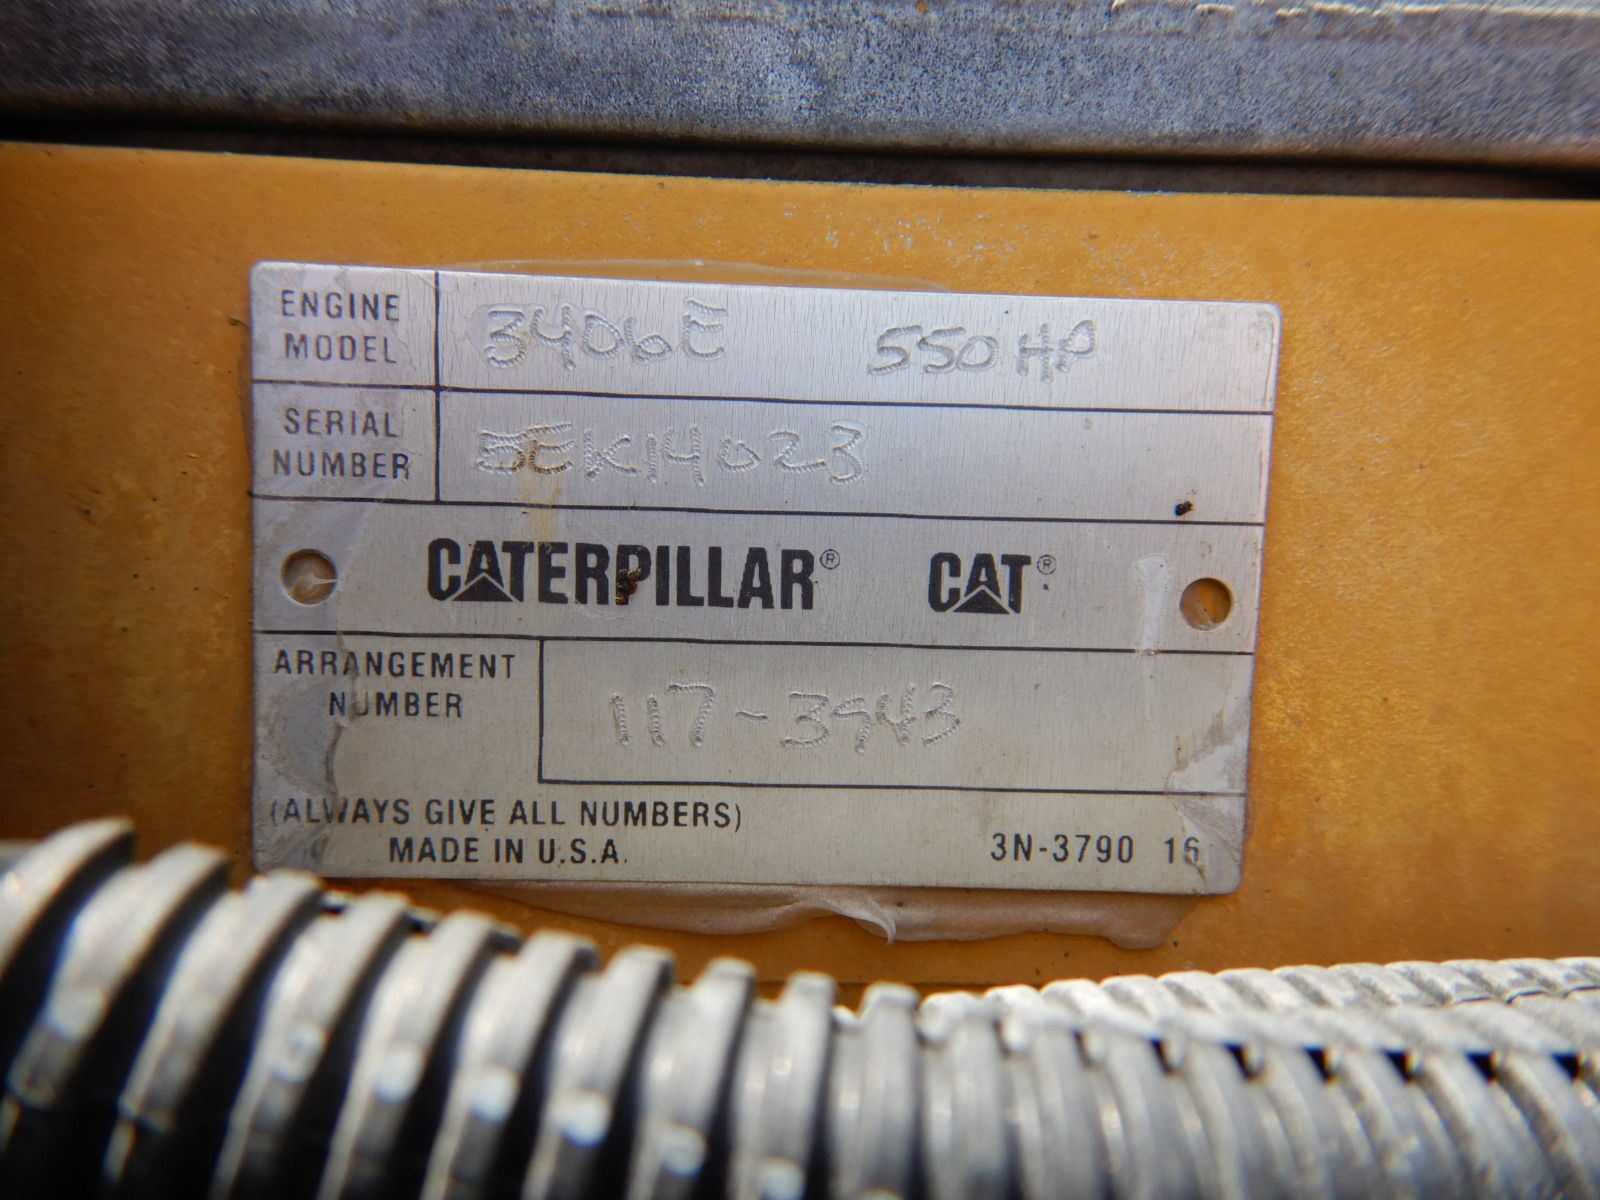 ENGINE MODEL 3406E 550HP
SERIAL NUMBER 5EK14023
CATERPILLAR® CAT®
ARRANGEMENT NUMBER 117-3943
(ALWAYS GIVE ALL NUMBERS)
MADE IN U.S.A. 3N-3790 16